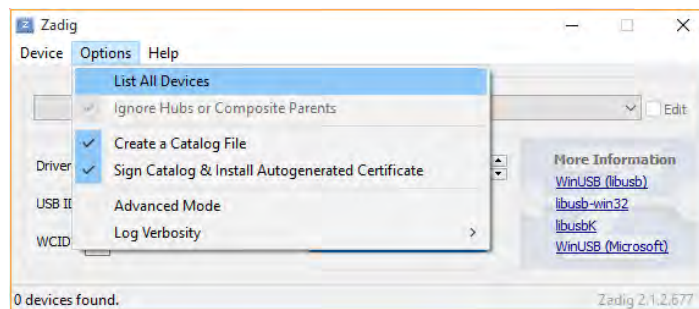 Zadig
Device Options Help
List All Devices
Ignore Hubs or Composite Parents
Edit
Create a Catalog File
Sign Catalog & Install Autogenerated Certificate
Advanced Mode
Log Verbosity
Driver
USB ID
WCID
More Information
WinUSB (libusb)
libusb-win32
libusbK
WinUSB (Microsoft)
0 devices found.
Zadig 2.1.2.677